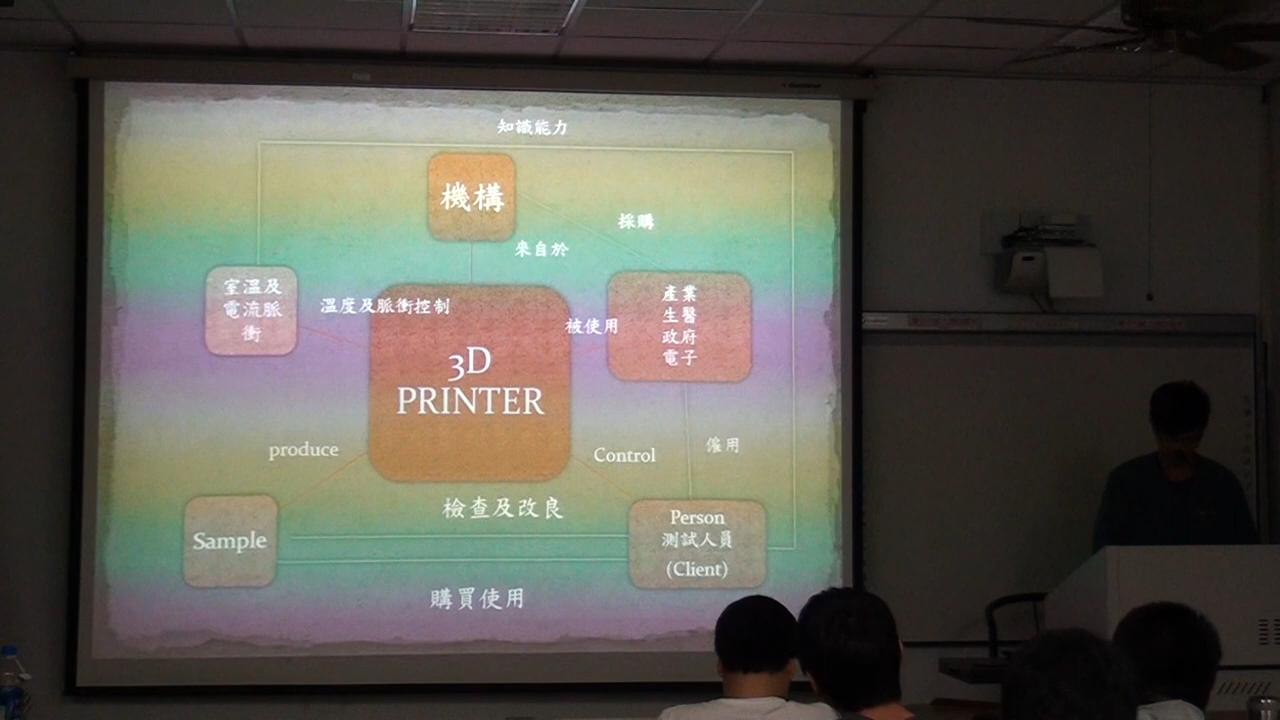 知識能力
機構
採購
來自於
室溫及
電流脈
衝
溫度及脈衝控制
被使用
產業
生醫
政府
電子
3D
PRINTER
produce
Control
僱用
檢查及改良
Sample
Person
測試人員
(Client)
購買使用